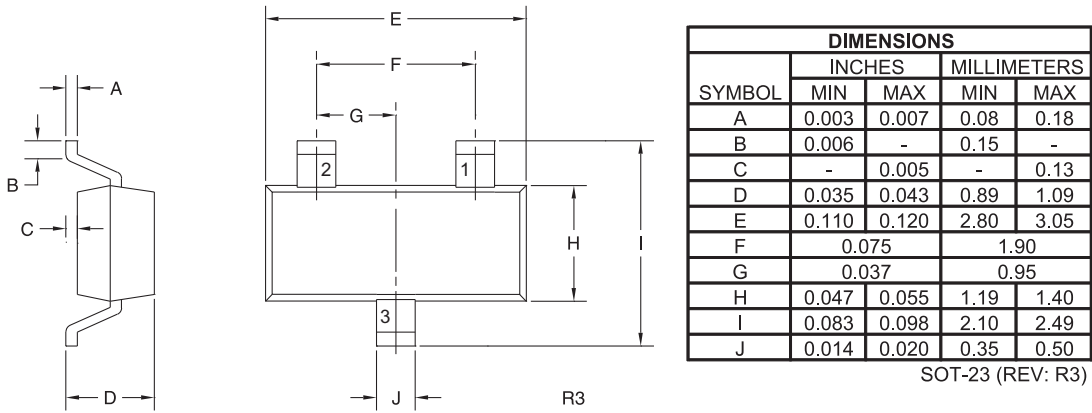 E
F
A
G
B
2
1
C
H
I
3
D
J
R3
DIMENSIONS
INCHES MILLIMETERS
SYMBOL MIN MAX MIN MAX
A 0.003 0.007 0.08 0.18
B 0.006 - 0.15 -
C - 0.005 - 0.13
D 0.035 0.043 0.89 1.09
E 0.110 0.120 2.80 3.05
F 0.075 1.90
G 0.037 0.95
H 0.047 0.055 1.19 1.40
I 0.083 0.098 2.10 2.49
J 0.014 0.020 0.35 0.50
SOT-23 (REV: R3)